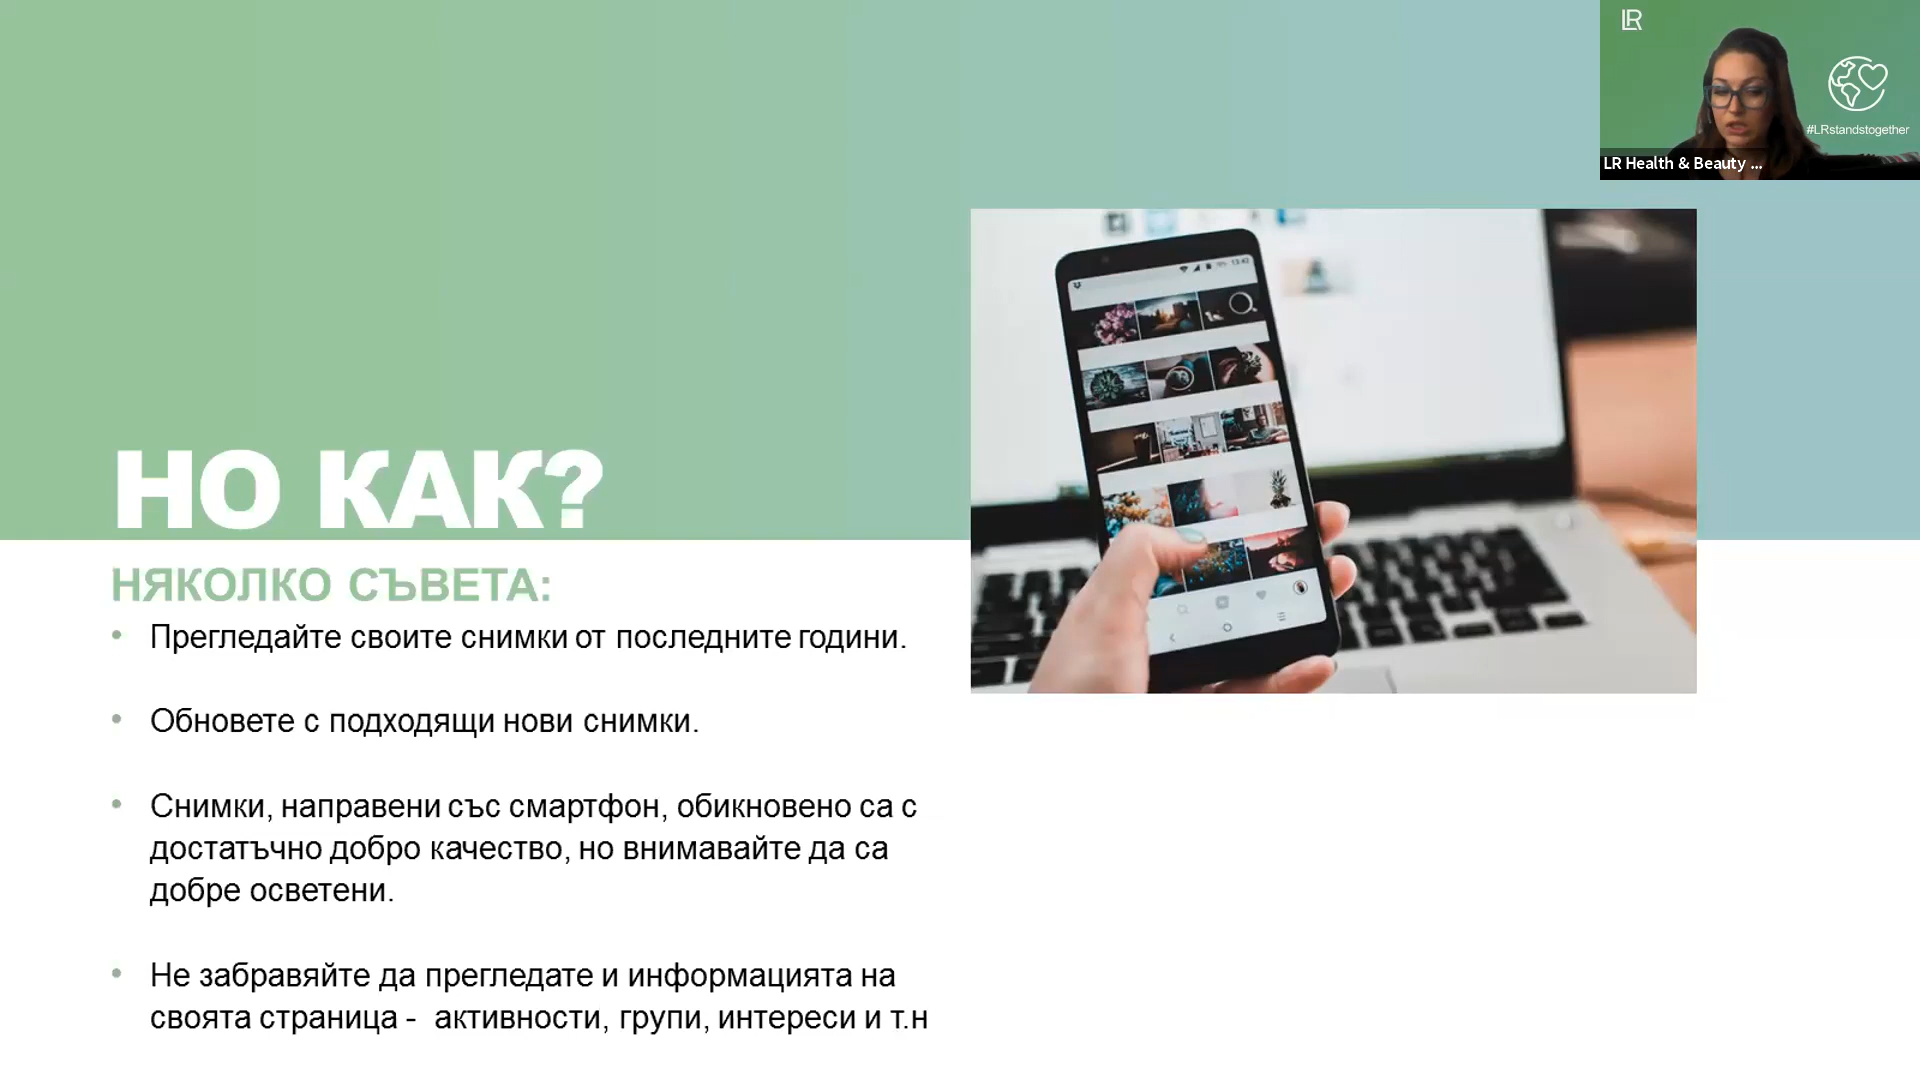 LR
#LRstandstogether
LR Health & Beauty ...
НО КАК?
НЯКОЛКО СЪВЕТА:
• Прегледайте своите снимки от последните години.
• Обновете с подходящи нови снимки.
• Снимки, направени със смартфон, обикновено са с
достатъчно добро качество, но внимавайте да са
добре осветени.
• Не забравяйте да прегледате и информацията на
своята страница - активности, групи, интереси и т.н